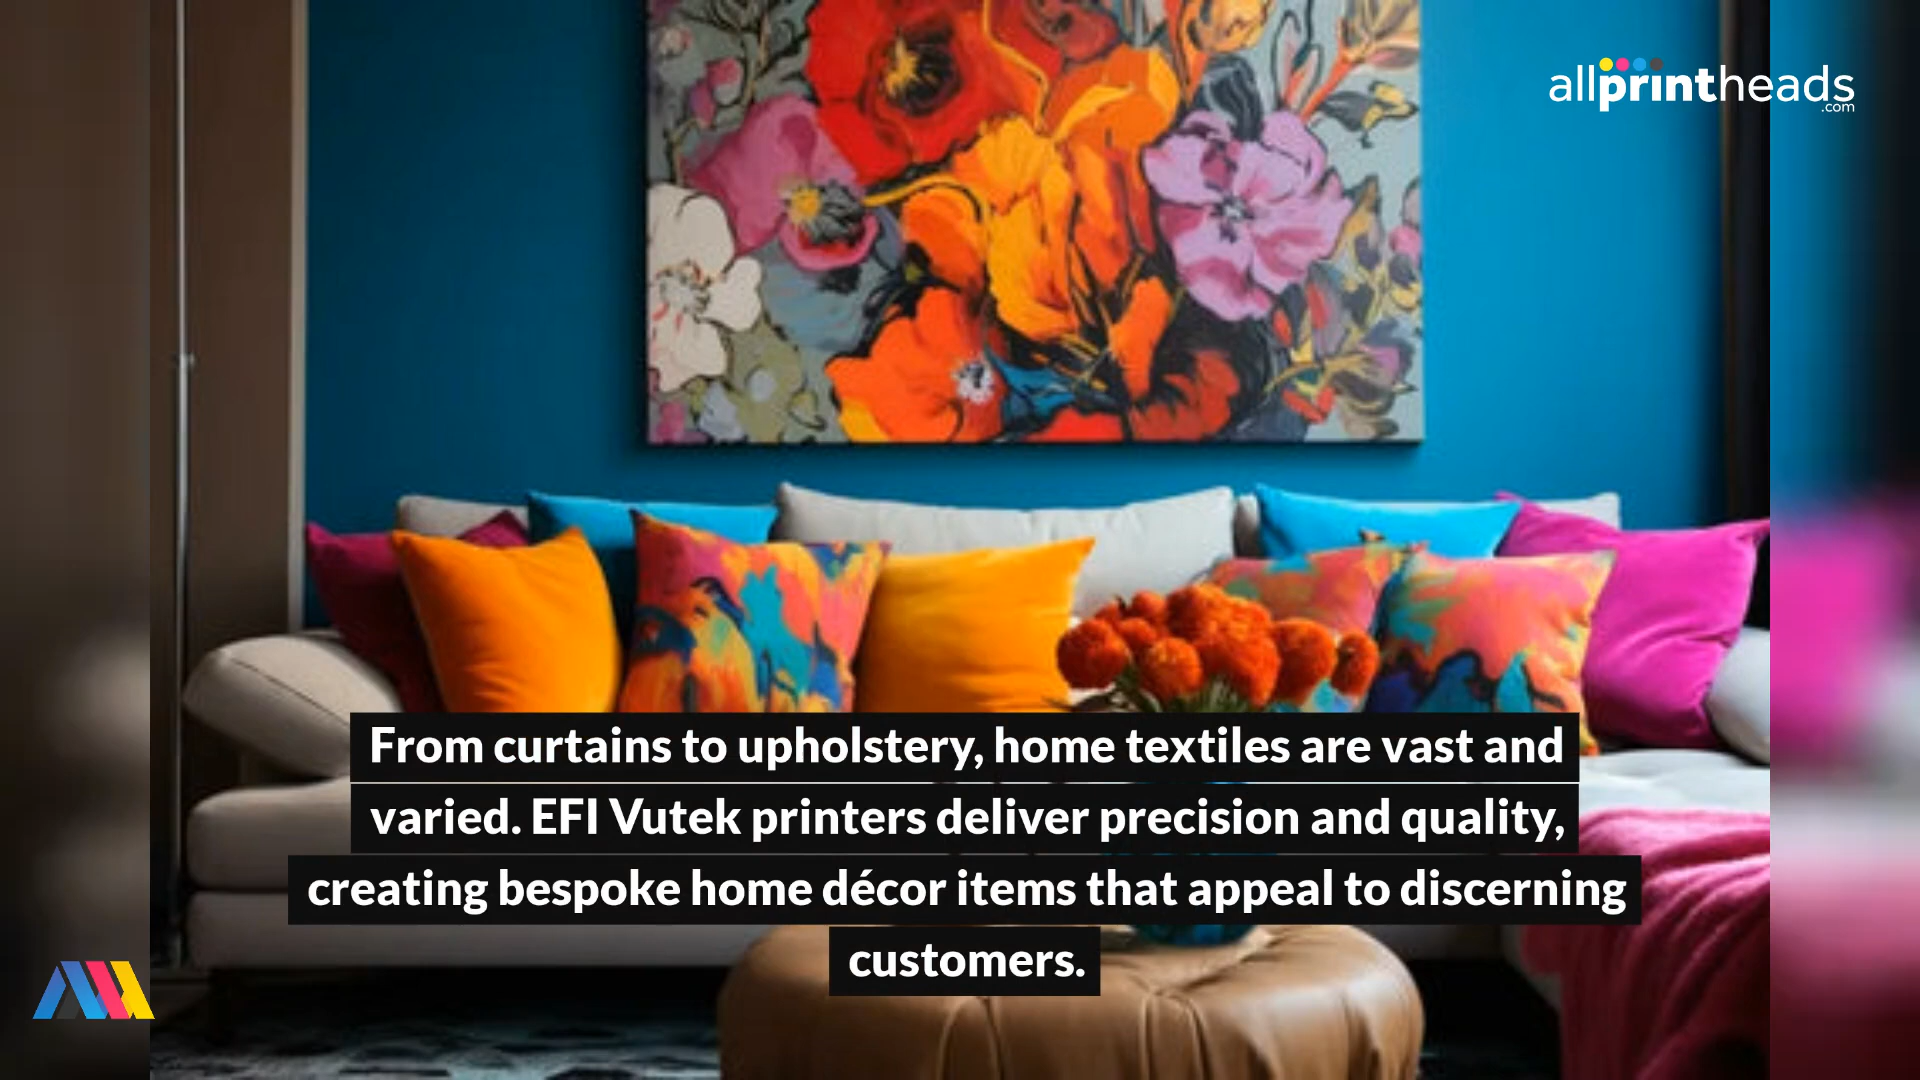 allprintheads
.com
From curtains to upholstery, home textiles are vast and
varied. EFI Vutek printers deliver precision and quality,
creating bespoke home décor items that appeal to discerning
customers.